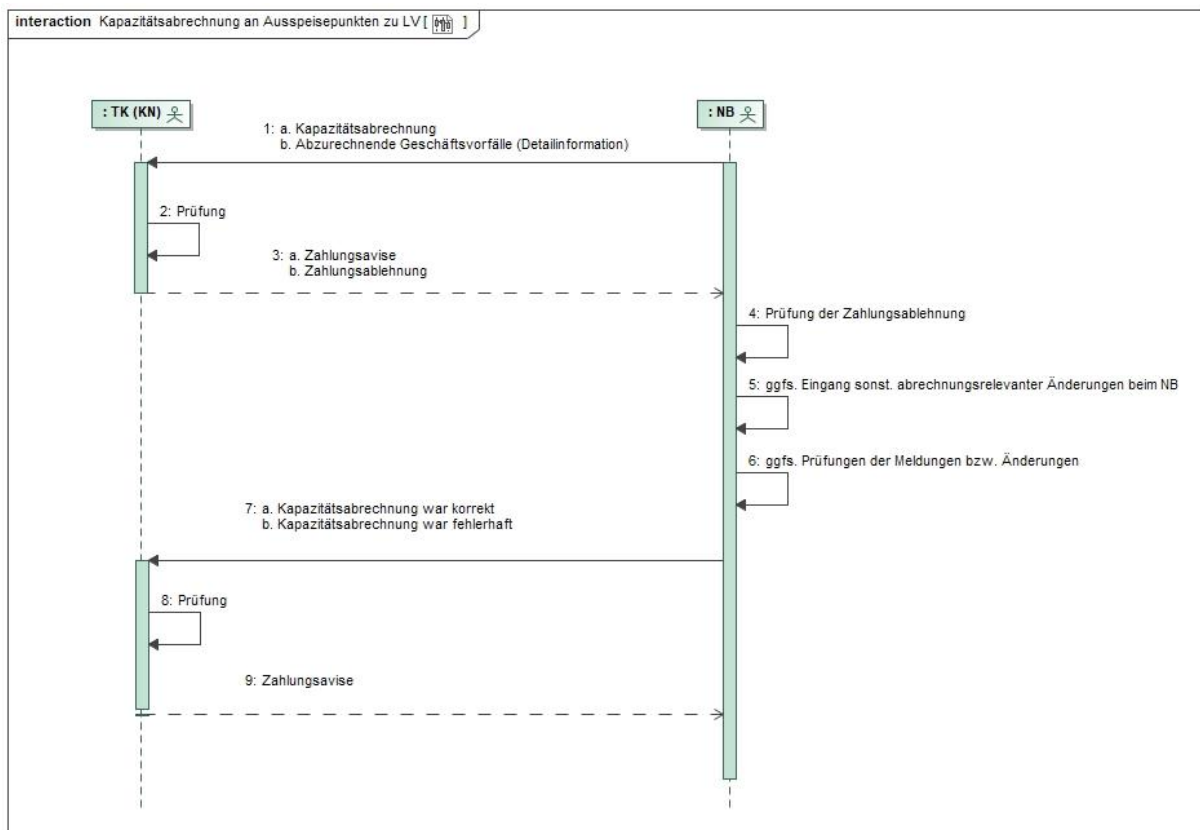 interaction Kapazitätsabrechnung an Ausspeisepunkten zu LV [ ]
: TK (KN)
: NB
1: a. Kapazitätsabrechnung
b. Abzurechnende Geschäftsvorfälle (Detailinformation)
2: Prüfung
3: a. Zahlungsavise
b. Zahlungsablehnung
4: Prüfung der Zahlungsablehnung
5: ggfs. Eingang sonst. abrechnungsrelevanter Änderungen beim NB
6: ggfs. Prüfungen der Meldungen bzw. Änderungen
7: a. Kapazitätsabrechnung war korrekt
b. Kapazitätsabrechnung war fehlerhaft
8: Prüfung
9: Zahlungsavise